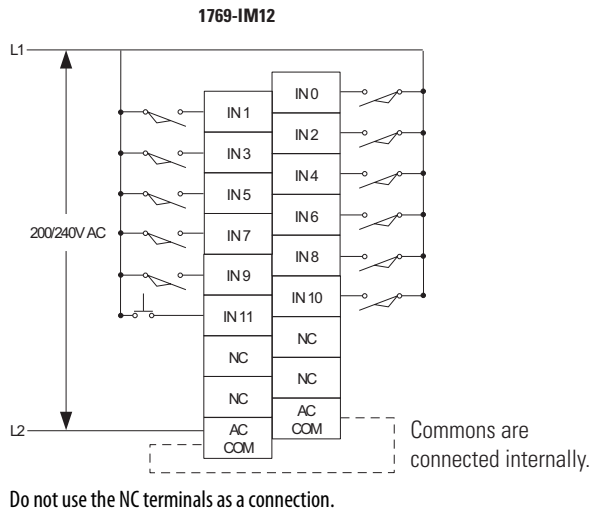 1769-IM12
L1
IN 0
IN 1
IN 2
IN 3
IN 4
IN 5
IN 6
200/240V AC
IN 7
IN 8
IN 9
IN 10
IN 11
NC
NC
NC
NC
AC
COM
L2
AC
COM
Commons are
connected internally.
Do not use the NC terminals as a connection.